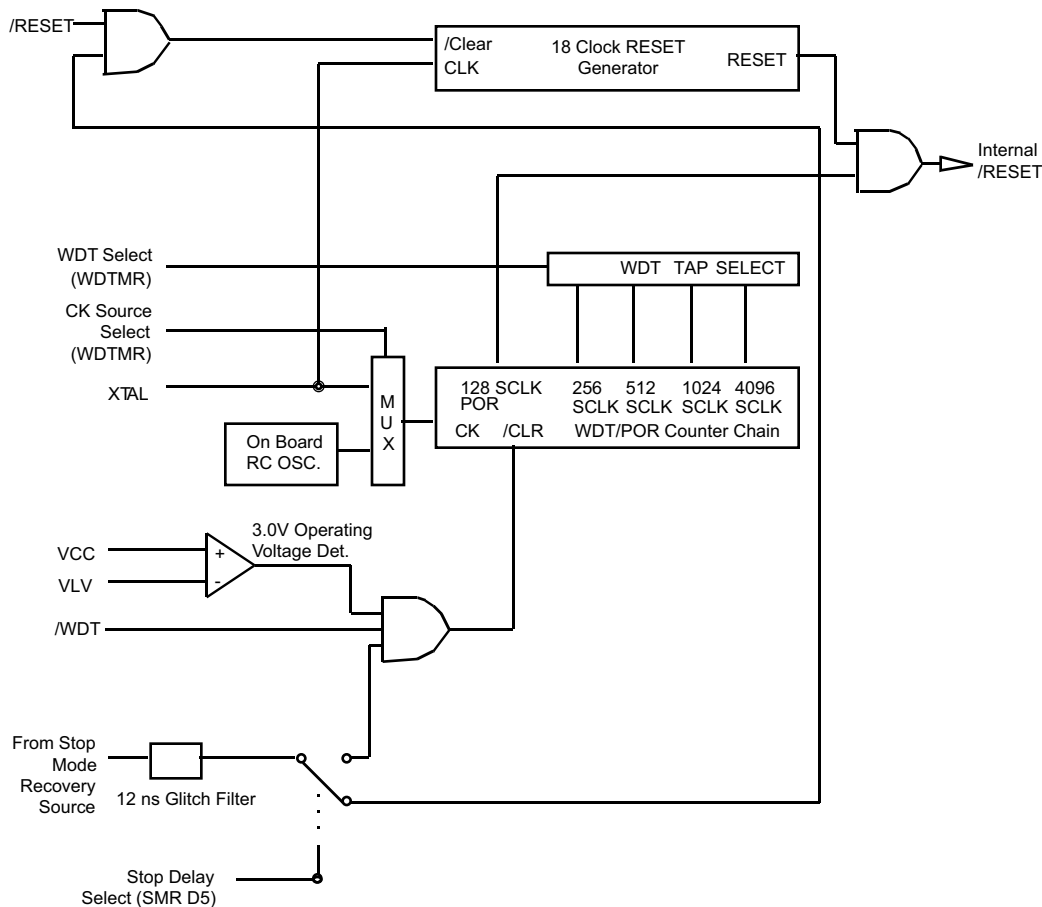 /RESET
/Clear
18 Clock RESET
Generator
RESET
CLK
Internal
/RESET
WDT Select
(WDTMR)
WDT TAP SELECT
CK Source
Select
(WDTMR)
XTAL
M
U
X
128 SCLK
POR
256
SCLK
512
SCLK
1024
SCLK
4096
SCLK
CK
/CLR
WDT/POR Counter Chain
On Board
RC OSC.
3.0V Operating
Voltage Det.
VCC
+
VLV
-
/WDT
From Stop
Mode
Recovery
Source
12 ns Glitch Filter
Stop Delay
Select (SMR D5)